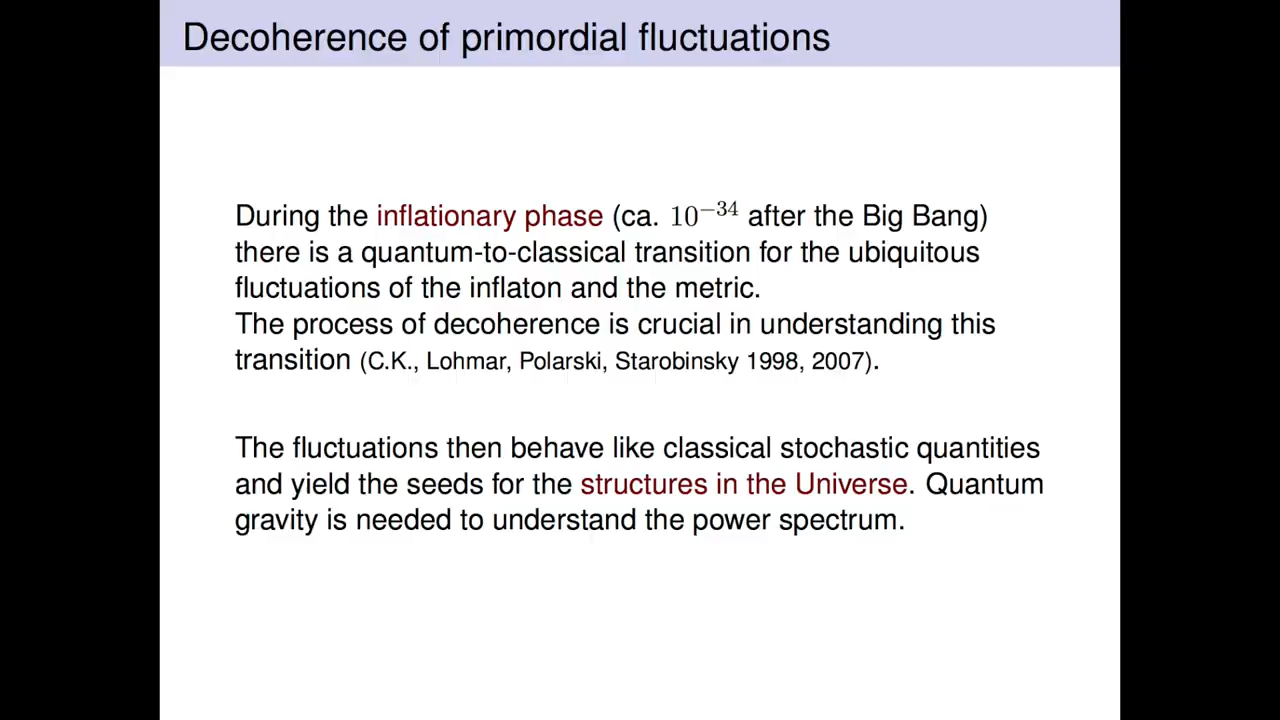 Decoherence of primordial fluctuations
During the inflationary phase (ca. 10⁻³⁴ after the Big Bang)
there is a quantum-to-classical transition for the ubiquitous
fluctuations of the inflaton and the metric.
The process of decoherence is crucial in understanding this
transition (C.K., Lohmar, Polarski, Starobinsky 1998, 2007).
The fluctuations then behave like classical stochastic quantities
and yield the seeds for the structures in the Universe. Quantum
gravity is needed to understand the power spectrum.